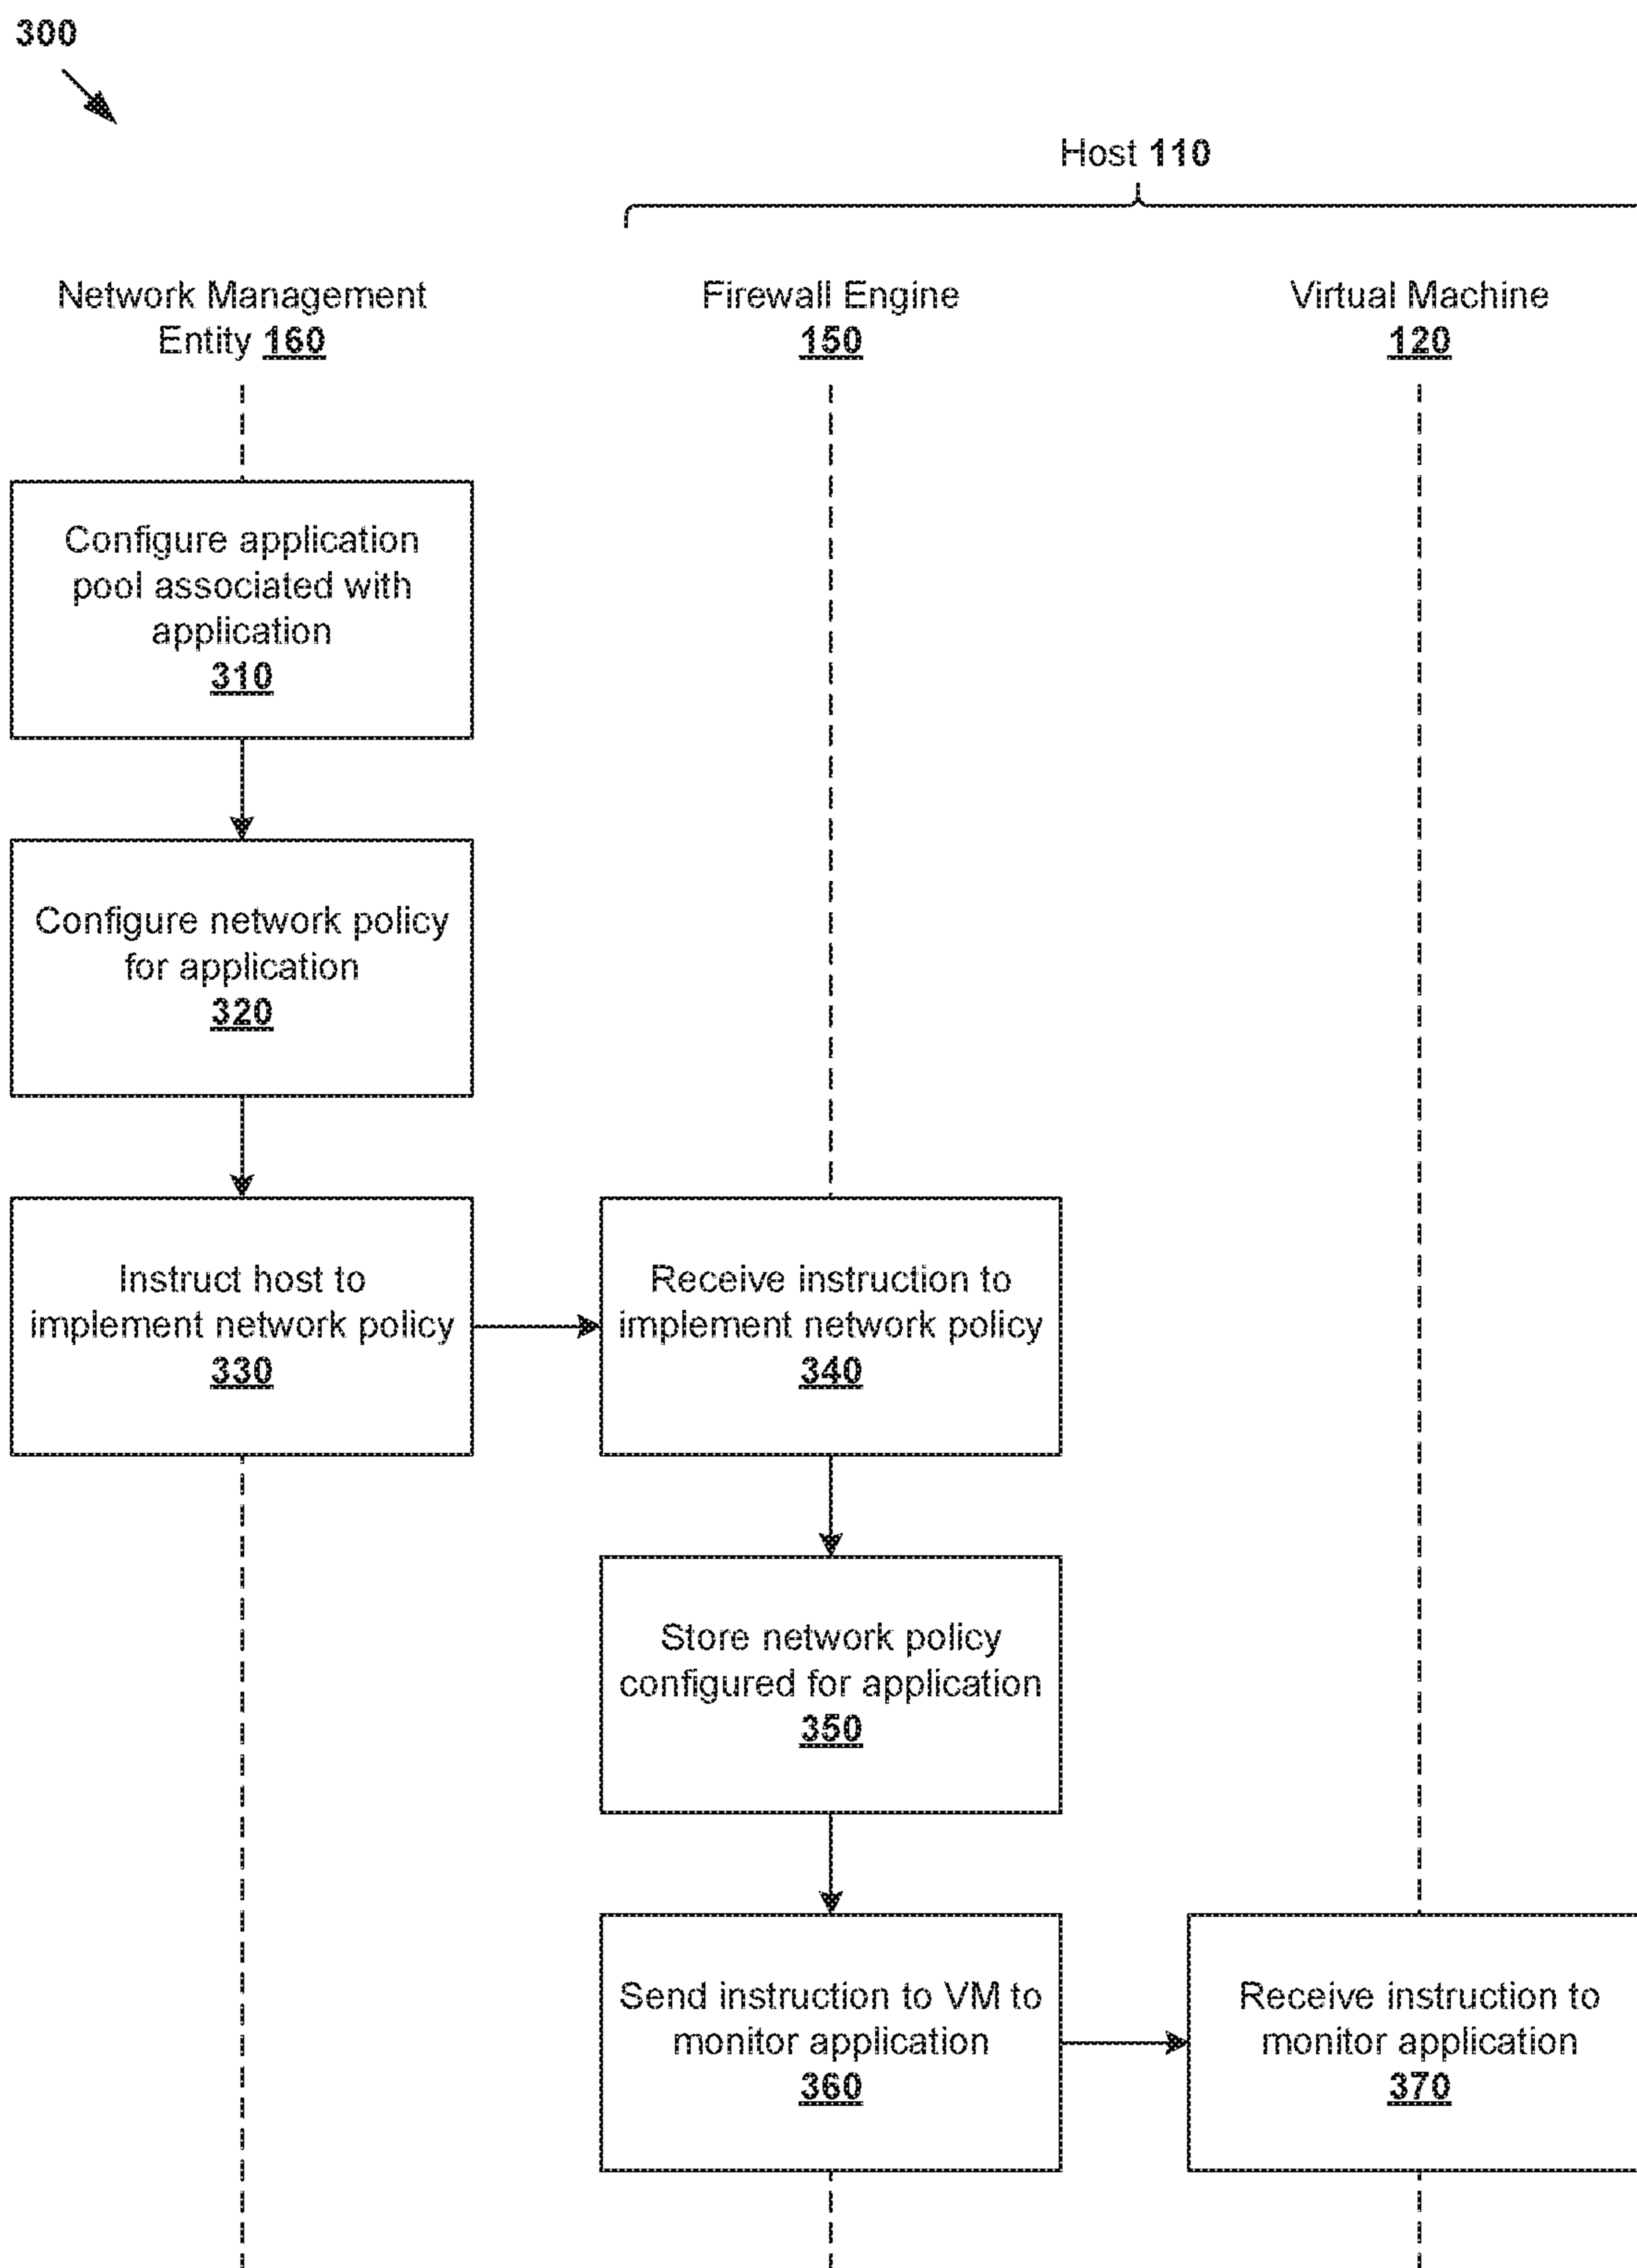 300
Host 110
Network Management
Entity 160
Firewall Engine
150
Virtual Machine
120
Configure application
pool associated with
application
310
Configure network policy
for application
320
Instruct host to
implement network policy
330
Receive instruction to
implement network policy
340
Store network policy
configured for application
350
Send instruction to VM to
monitor application
360
Receive instruction to
monitor application
370